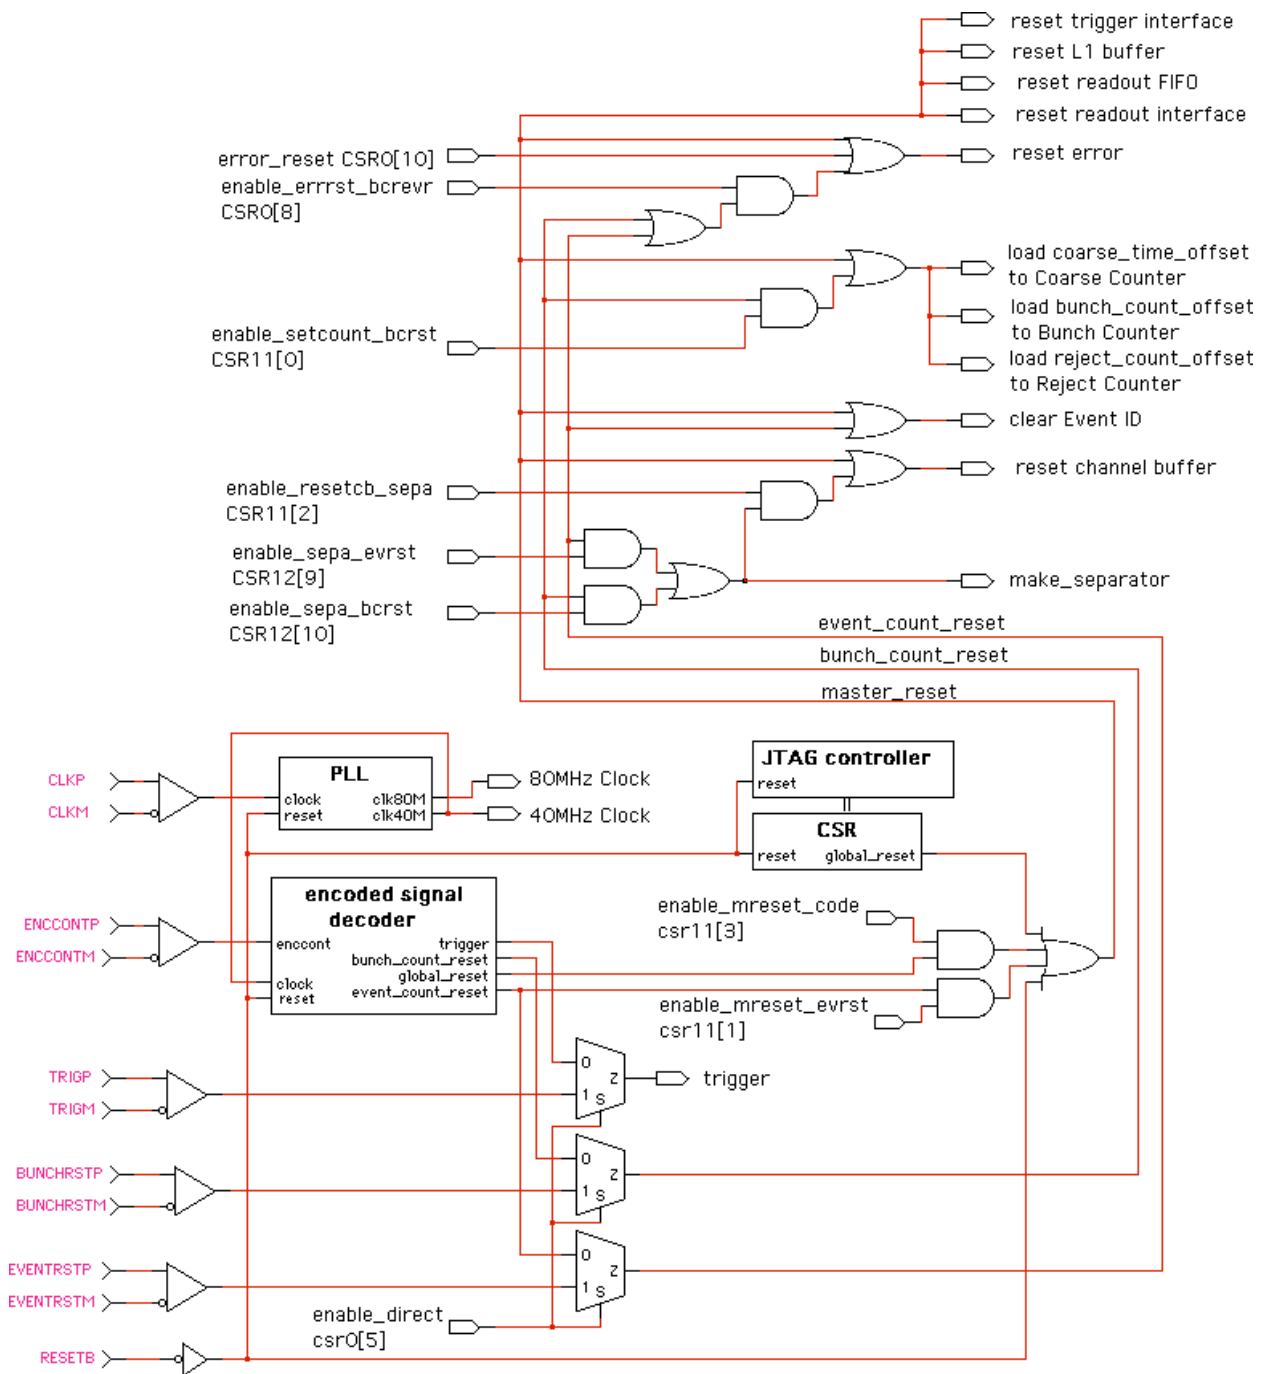 reset trigger interface
reset L1 buffer
reset readout FIFO
reset readout interface
error_reset CSR0[10]
reset error
enable_errrst_bcrevr
CSR0[8]
load coarse_time_offset
to Coarse Counter
load bunch_count_offset
to Bunch Counter
enable_setcount_bcrst
CSR11[0]
load reject_count_offset
to Reject Counter
clear Event ID
reset channel buffer
enable_resetcb_sepa
CSR11[2]
enable_sepa_evrst
CSR12[9]
make_separator
enable_sepa_bcrst
CSR12[10]
event_count_reset
bunch_count_reset
master_reset
CLKP
CLKM
PLL
clock clk80M
reset clk40M
80MHz Clock
40MHz Clock
JTAG controller
reset
CSR
reset global_reset
encoded signal
decoder
ENCCONTP
ENCCONTM
enccont trigger
bunch_count_reset
global_reset
clock event_count_reset
reset
enable_mreset_code
csr11[3]
enable_mreset_evrst
csr11[1]
TRIGP
TRIGM
0
1 S Z
trigger
BUNCHRSTP
BUNCHRSTM
0
1 S Z
EVENTRSTP
EVENTRSTM
0
1 S Z
enable_direct
csr0[5]
RESETB